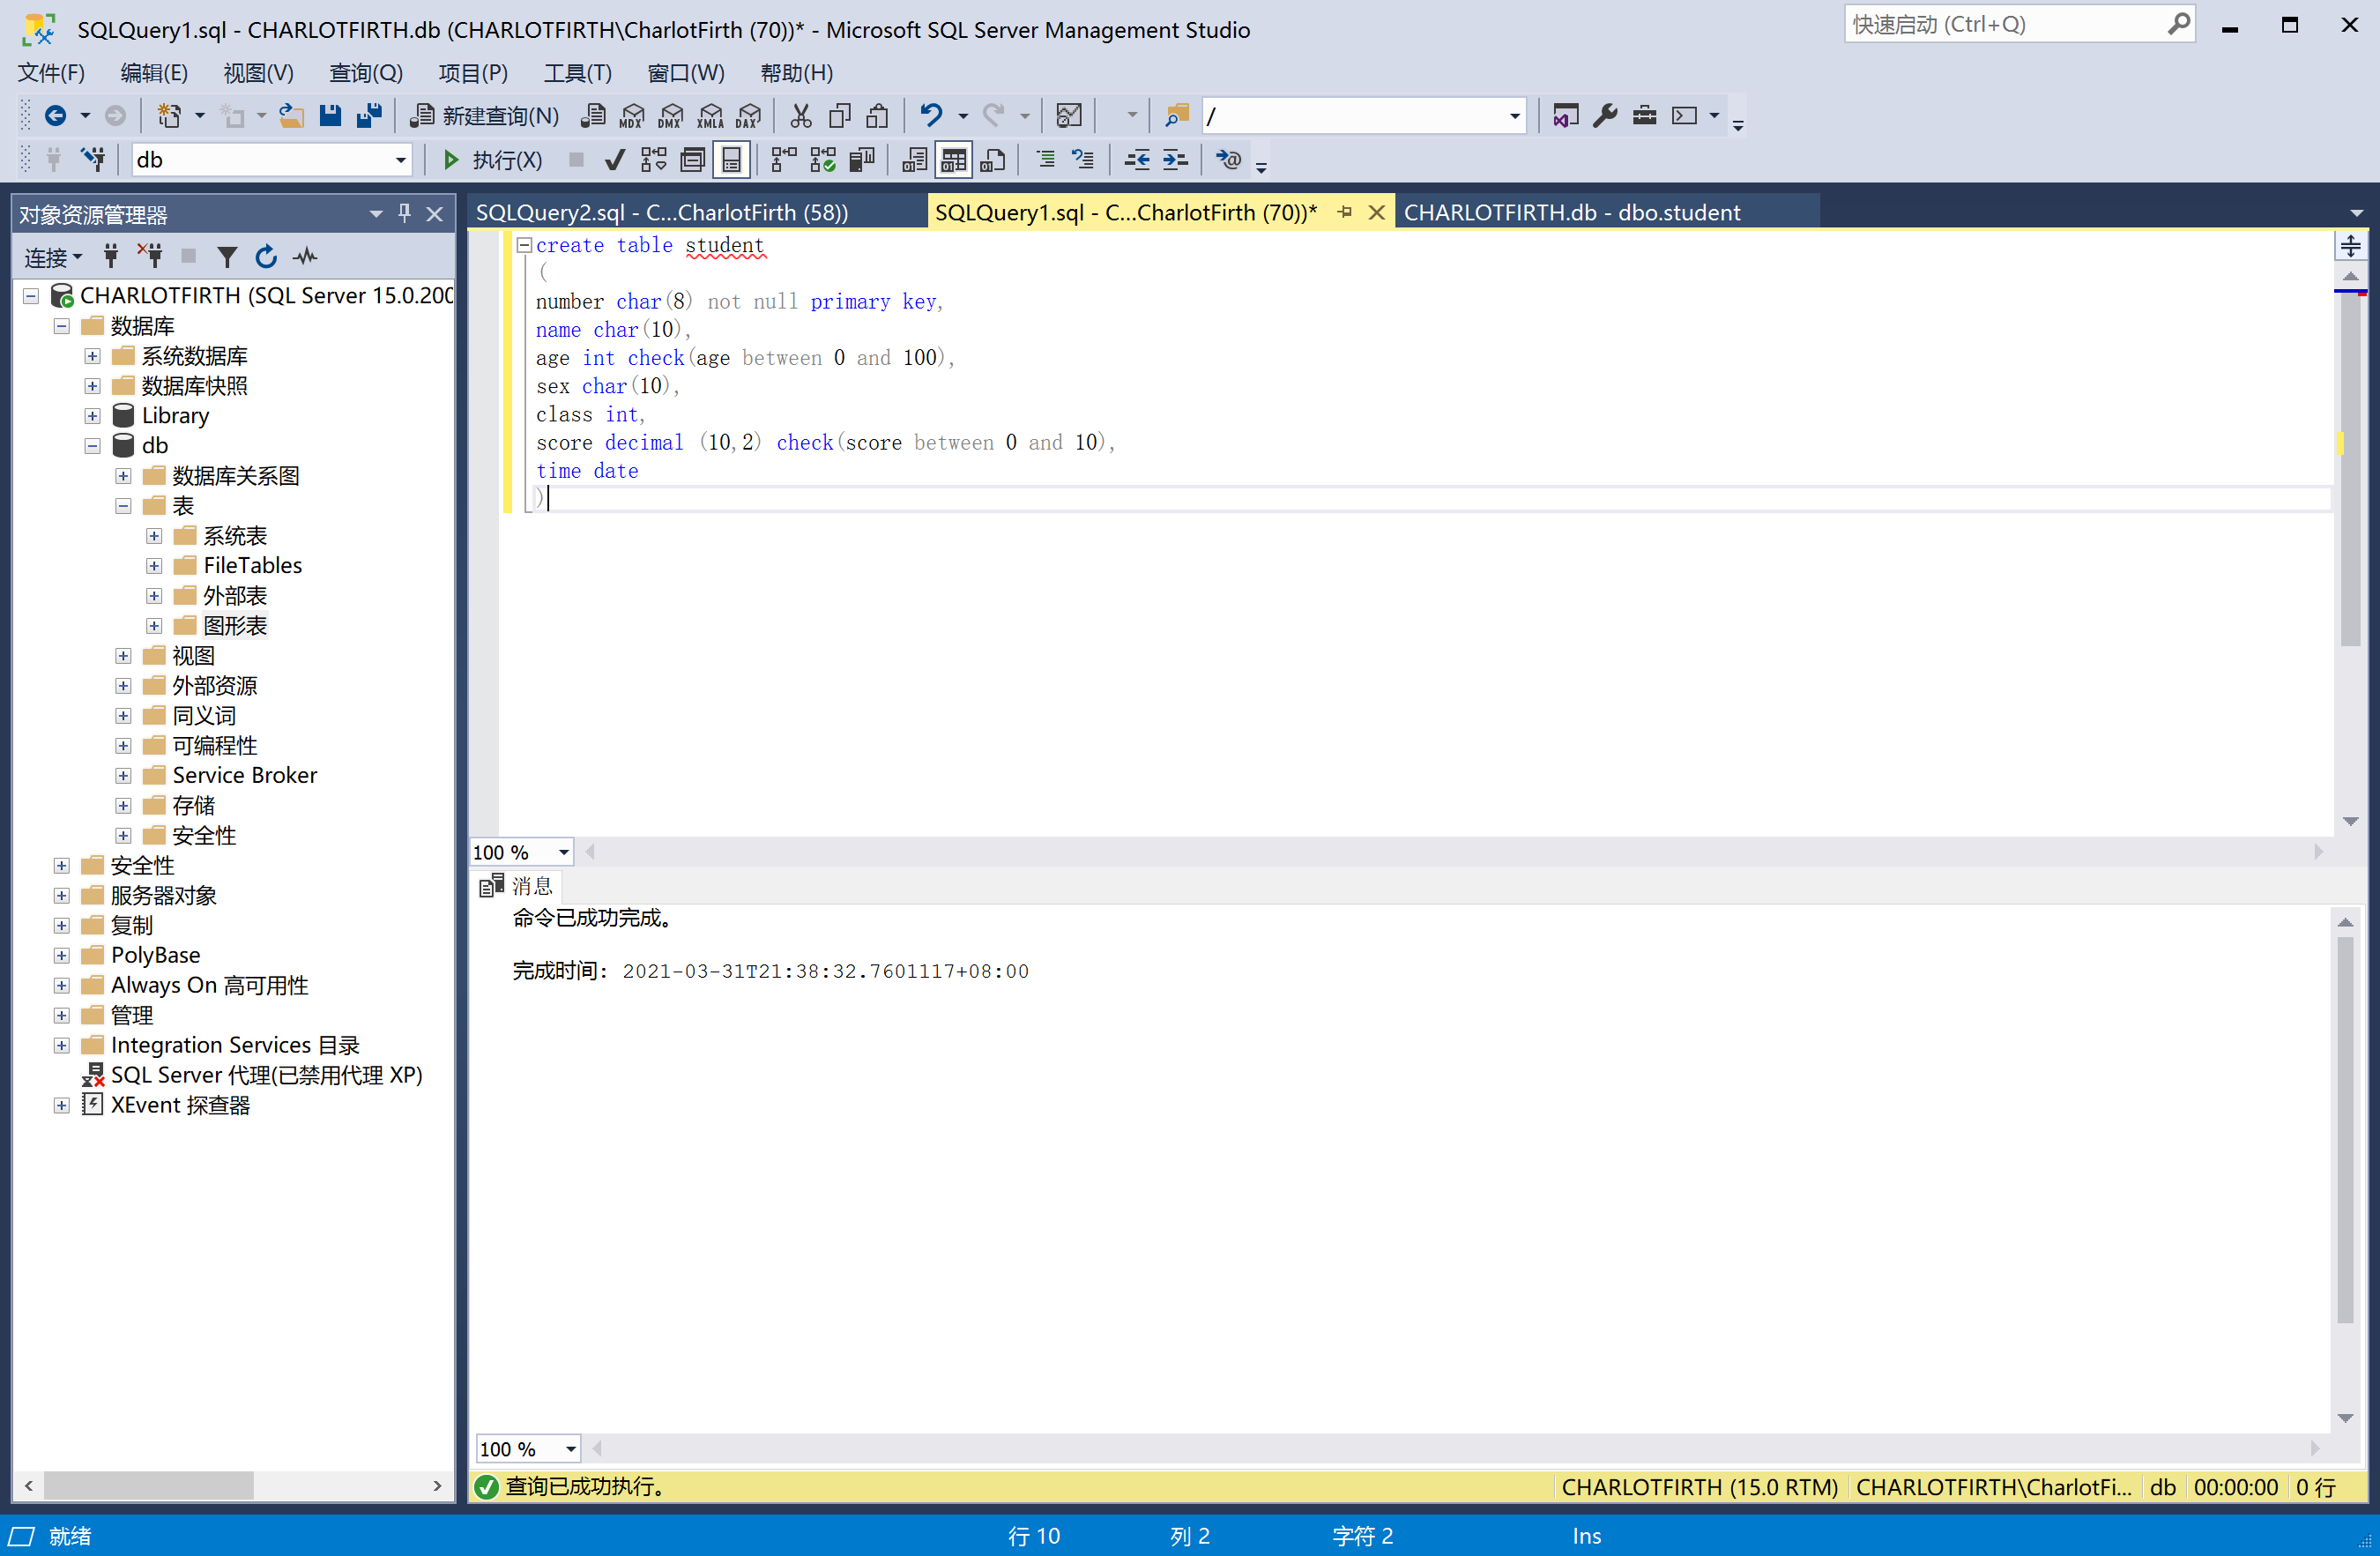 SQLQuery1.sql - CHARLOTFIRTH.db (CHARLOTFIRTH\CharlotFirth (70))* - Microsoft SQL Server Management Studio
快速启动 (Ctrl+Q)
文件(F) 编辑(E) 视图(V) 查询(Q) 项目(P) 工具(T) 窗口(W) 帮助(H)
新建查询(N) MDX DMX XMLA DAX /
db 执行(X)
对象资源管理器
连接
CHARLOTFIRTH (SQL Server 15.0.200
数据库
系统数据库
数据库快照
Library
db
数据库关系图
表
系统表
FileTables
外部表
图形表
视图
外部资源
同义词
可编程性
Service Broker
存储
安全性
安全性
服务器对象
复制
PolyBase
Always On 高可用性
管理
Integration Services 目录
SQL Server 代理(已禁用代理 XP)
XEvent 探查器
SQLQuery2.sql - C...CharlotFirth (58)) SQLQuery1.sql - C...CharlotFirth (70))* CHARLOTFIRTH.db - dbo.student
create table student
(
number char(8) not null primary key,
name char(10),
age int check(age between 0 and 100),
sex char(10),
class int,
score decimal (10,2) check(score between 0 and 10),
time date
)
100 %
消息
命令已成功完成。
完成时间: 2021-03-31T21:38:32.7601117+08:00
100 %
查询已成功执行。 CHARLOTFIRTH (15.0 RTM) CHARLOTFIRTH\CharlotFi... db 00:00:00 0 行
就绪 行 10 列 2 字符 2 Ins